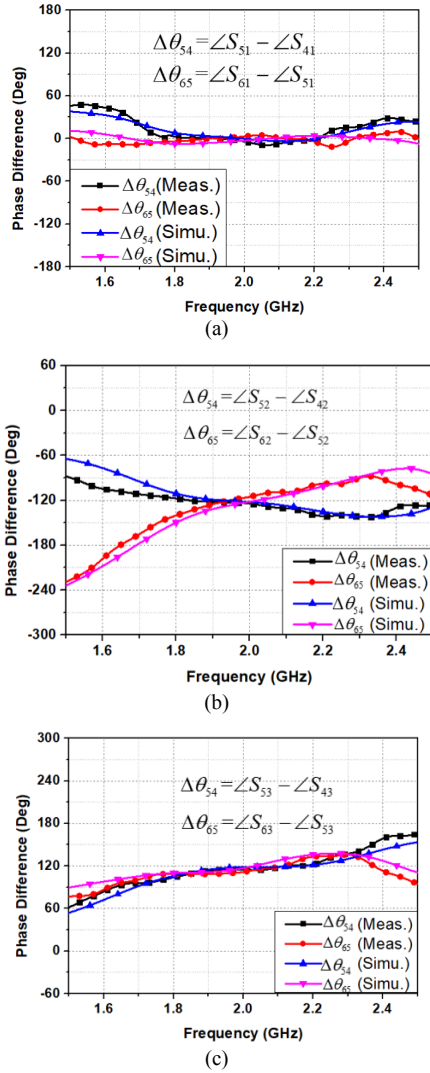 180
120
60
0
-60
-120
-180
Phase Difference (Deg)
Δθ54=∠S51−∠S41
Δθ65=∠S61−∠S51
Δθ54(Meas.)
Δθ65(Meas.)
Δθ54(Simu.)
Δθ65(Simu.)
1.6 1.8 2.0 2.2 2.4
Frequency (GHz)
(a)
60
0
-60
-120
-180
-240
-300
Phase Difference (Deg)
Δθ54=∠S52−∠S42
Δθ65=∠S62−∠S52
Δθ54 (Meas.)
Δθ65 (Meas.)
Δθ54 (Simu.)
Δθ65 (Simu.)
1.6 1.8 2.0 2.2 2.4
Frequency (GHz)
(b)
300
240
180
120
60
0
-60
Phase Difference (Deg)
Δθ54=∠S53−∠S43
Δθ65=∠S63−∠S53
Δθ54 (Meas.)
Δθ65 (Meas.)
Δθ54 (Simu.)
Δθ65 (Simu.)
1.6 1.8 2.0 2.2 2.4
Frequency (GHz)
(c)